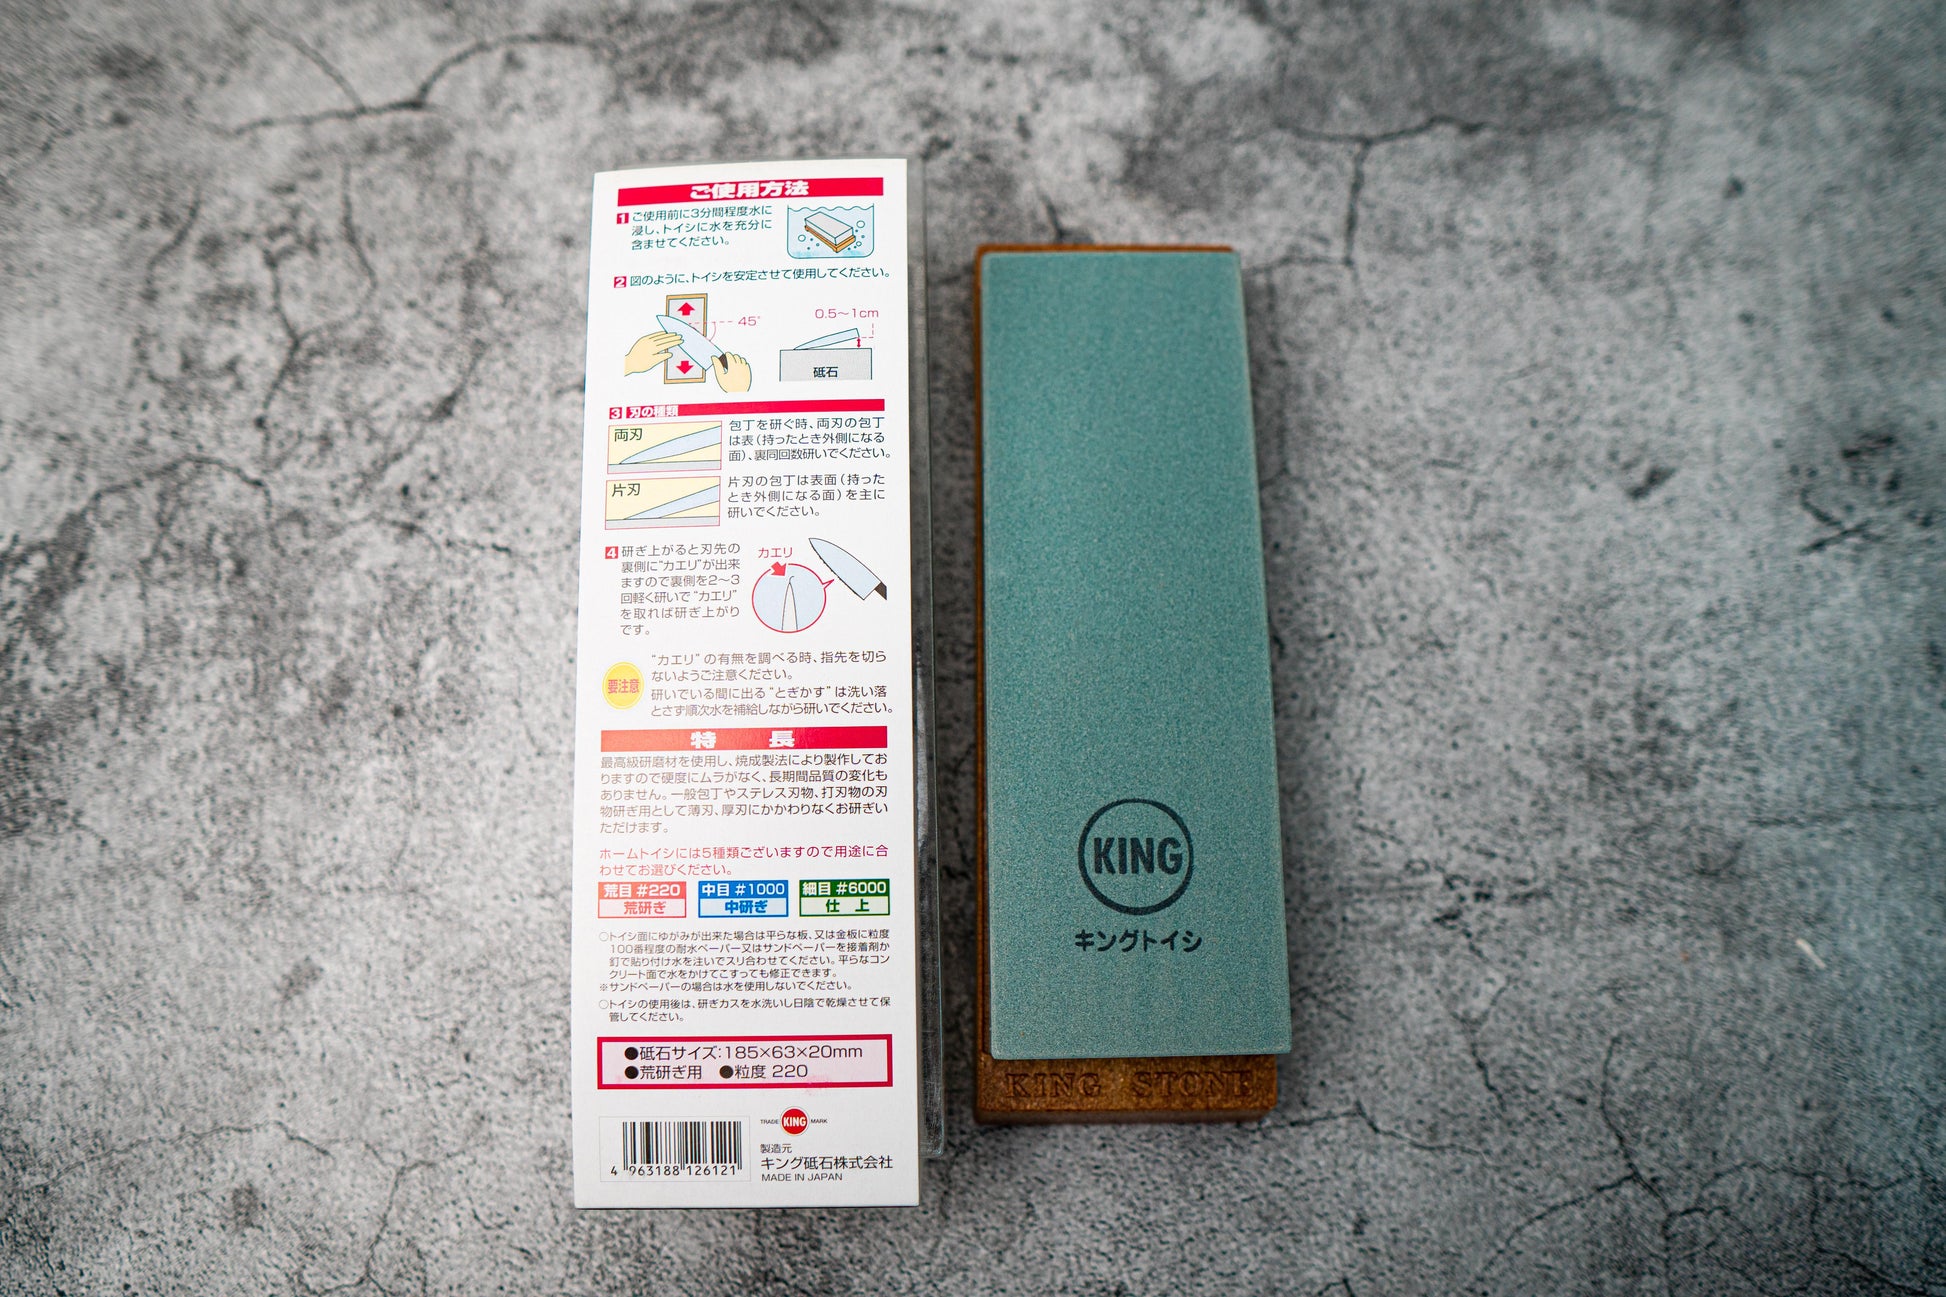 ご使用方法
1 ご使用前に3分間程度水に
浸し、トイシに水を充分に
含ませてください。
2 図のように、トイシを安定させて使用してください。
45°
0.5〜1cm
砥石
3 刃の種類
両刃
包丁を研ぐ時、両刃の包丁
は表(持ったとき外側になる
面)、裏同回数研いでください。
片刃
片刃の包丁は表面(持った
とき外側になる面)を主に
研いでください。
4 研ぎ上がると刃先の
裏側に"カエリ"が出来
ますので裏側を2〜3
回軽く研いで"カエリ"
を取れば研ぎ上がり
です。
カエリ
要注意
"カエリ"の有無を調べる時、指先を切ら
ないようご注意ください。
研いでいる間に出る"とぎかす"は洗い落
とさず順次水を補給しながら研いでください。
特 長
最高級研磨材を使用し、焼成製法により製作してお
りますので硬度にムラがなく、長期間品質の変化も
ありません。一般包丁やステンレス刃物、打刃物の刃
物研ぎ用として薄刃、厚刃にかかわりなくお研ぎい
ただけます。
ホームトイシには5種類ございますので用途に合
わせてお選びください。
荒目 #220
荒研ぎ
中目 #1000
中研ぎ
細目 #6000
仕 上
○トイシ面にゆがみが出来た場合は平らな板、又は金板に粒度
100番程度の耐水ペーパー又はサンドペーパーを接着剤か
釘で貼り付け水を注いでスリ合わせてください。平らなコン
クリート面で水をかけてこすっても修正できます。
※サンドペーパーの場合は水を使用しないでください。
○トイシの使用後は、研ぎカスを水洗いし日陰で乾燥させて保
管してください。
●砥石サイズ:185×63×20mm
●荒研ぎ用 ●粒度 220
4 963188 126121
TRADE KING MARK
製造元
キング砥石株式会社
MADE IN JAPAN
KING
キングトイシ
KING STONE